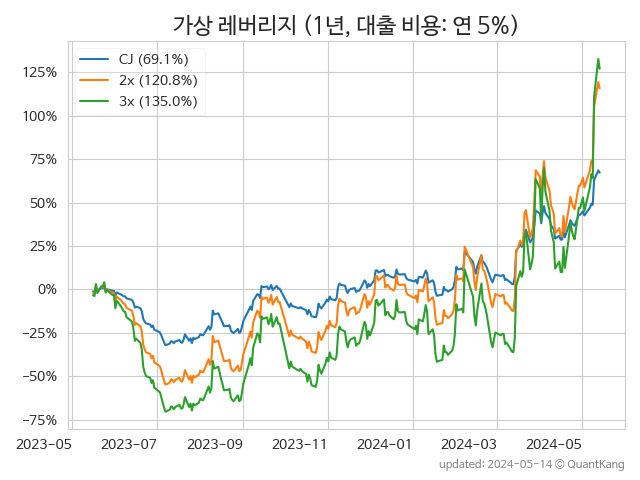 가상 레버리지 (1년, 대출 비용: 연 5%)
CJ (69.1%)
2x (120.8%)
3x (135.0%)
125%
100%
75%
50%
25%
0%
−25%
−50%
−75%
2023-05 2023-07 2023-09 2023-11 2024-01 2024-03 2024-05
updated: 2024-05-14 ⓒ QuantKang